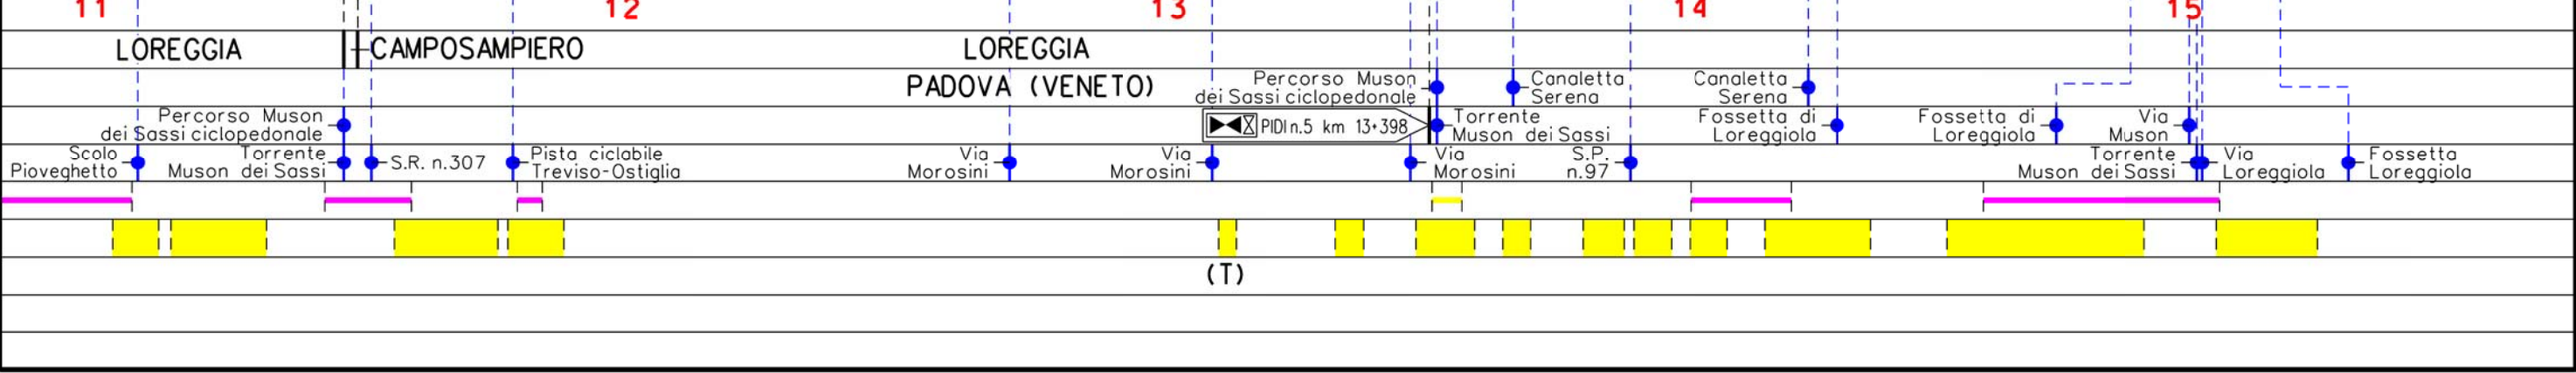 11 12 13 14 15
LOREGGIA CAMPOSAMPIERO LOREGGIA
PADOVA (VENETO)
Percorso Muson
dei Sassi ciclopedonale
Canaletta
Serena
Canaletta
Serena
Percorso Muson
dei Sassi ciclopedonale
PIDI n.5 km 13+398
Torrente
Muson dei Sassi
Fossetta di
Loreggiola
Fossetta di
Loreggiola
Via
Muson
Scolo
Pioveghetto
Torrente
Muson dei Sassi
S.R. n.307
Pista ciclabile
Treviso-Ostiglia
Via
Morosini
Via
Morosini
Via
Morosini
S.P.
n.97
Torrente
Muson dei Sassi
Via
Loreggiola
Fossetta
Loreggiola
(T)